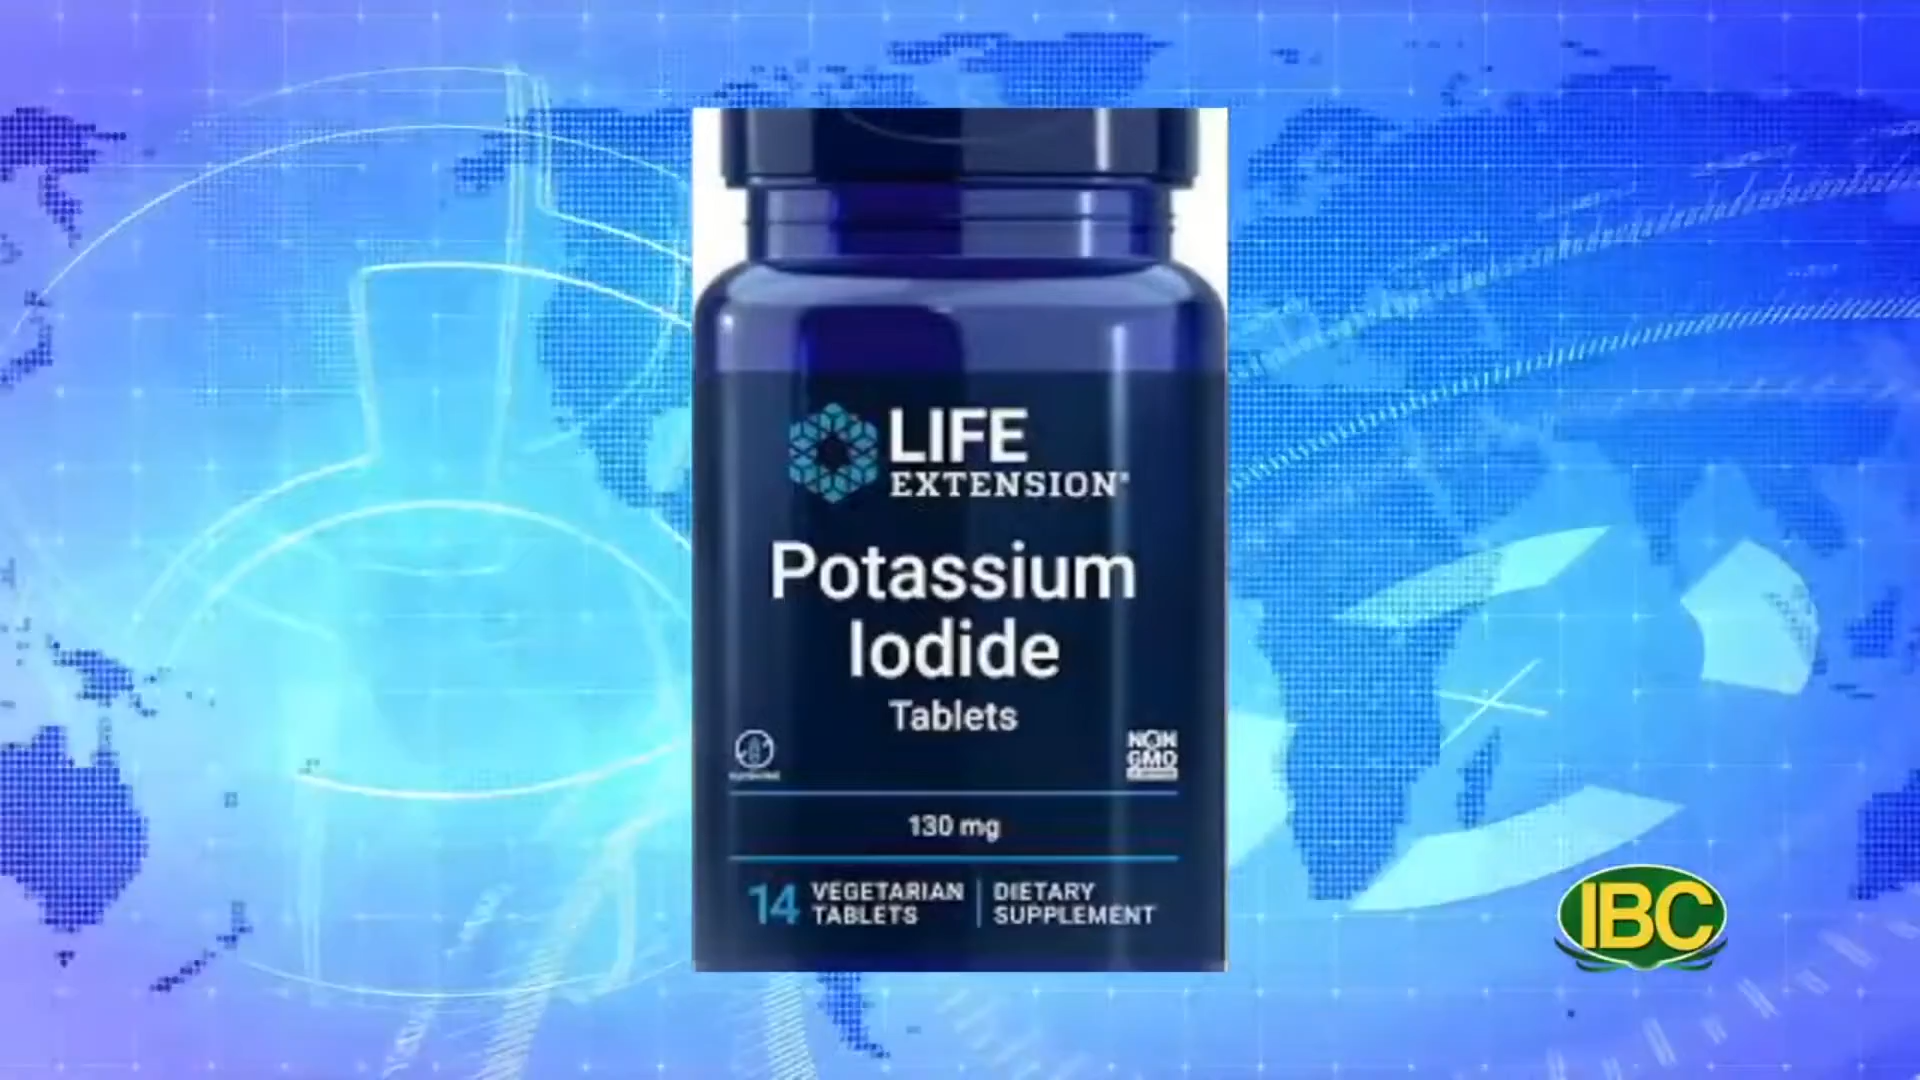 LIFE
EXTENSION®
Potassium
Iodide
Tablets
NON
GMO
130 mg
14 VEGETARIAN TABLETS | DIETARY SUPPLEMENT
IBC